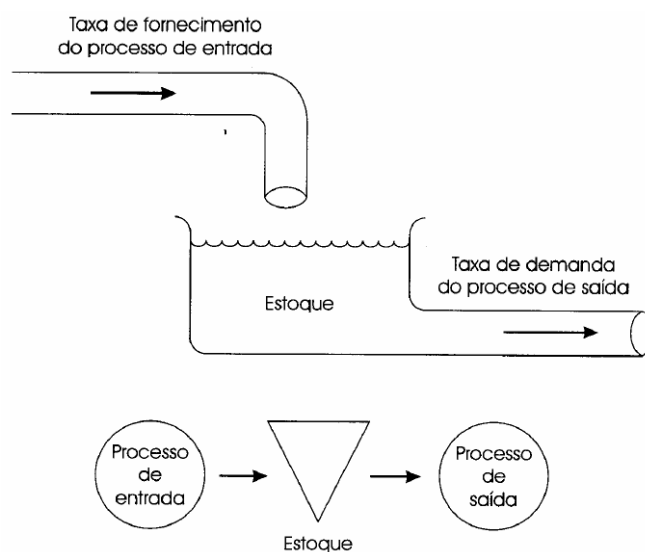 Taxa de fornecimento
do processo de entrada
Taxa de demanda
do processo de saída
Estoque
Processo
de
entrada
Estoque
Processo
de
saída